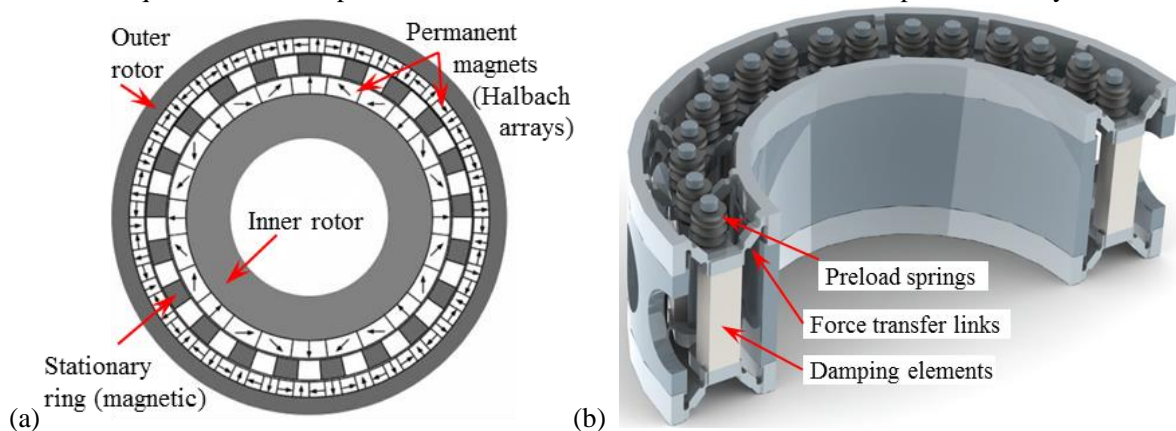 Outer
rotor
Permanent
magnets
(Halbach
arrays)
Inner rotor
Stationary
ring (magnetic)
(a)
Preload springs
Force transfer links
Damping elements
(b)